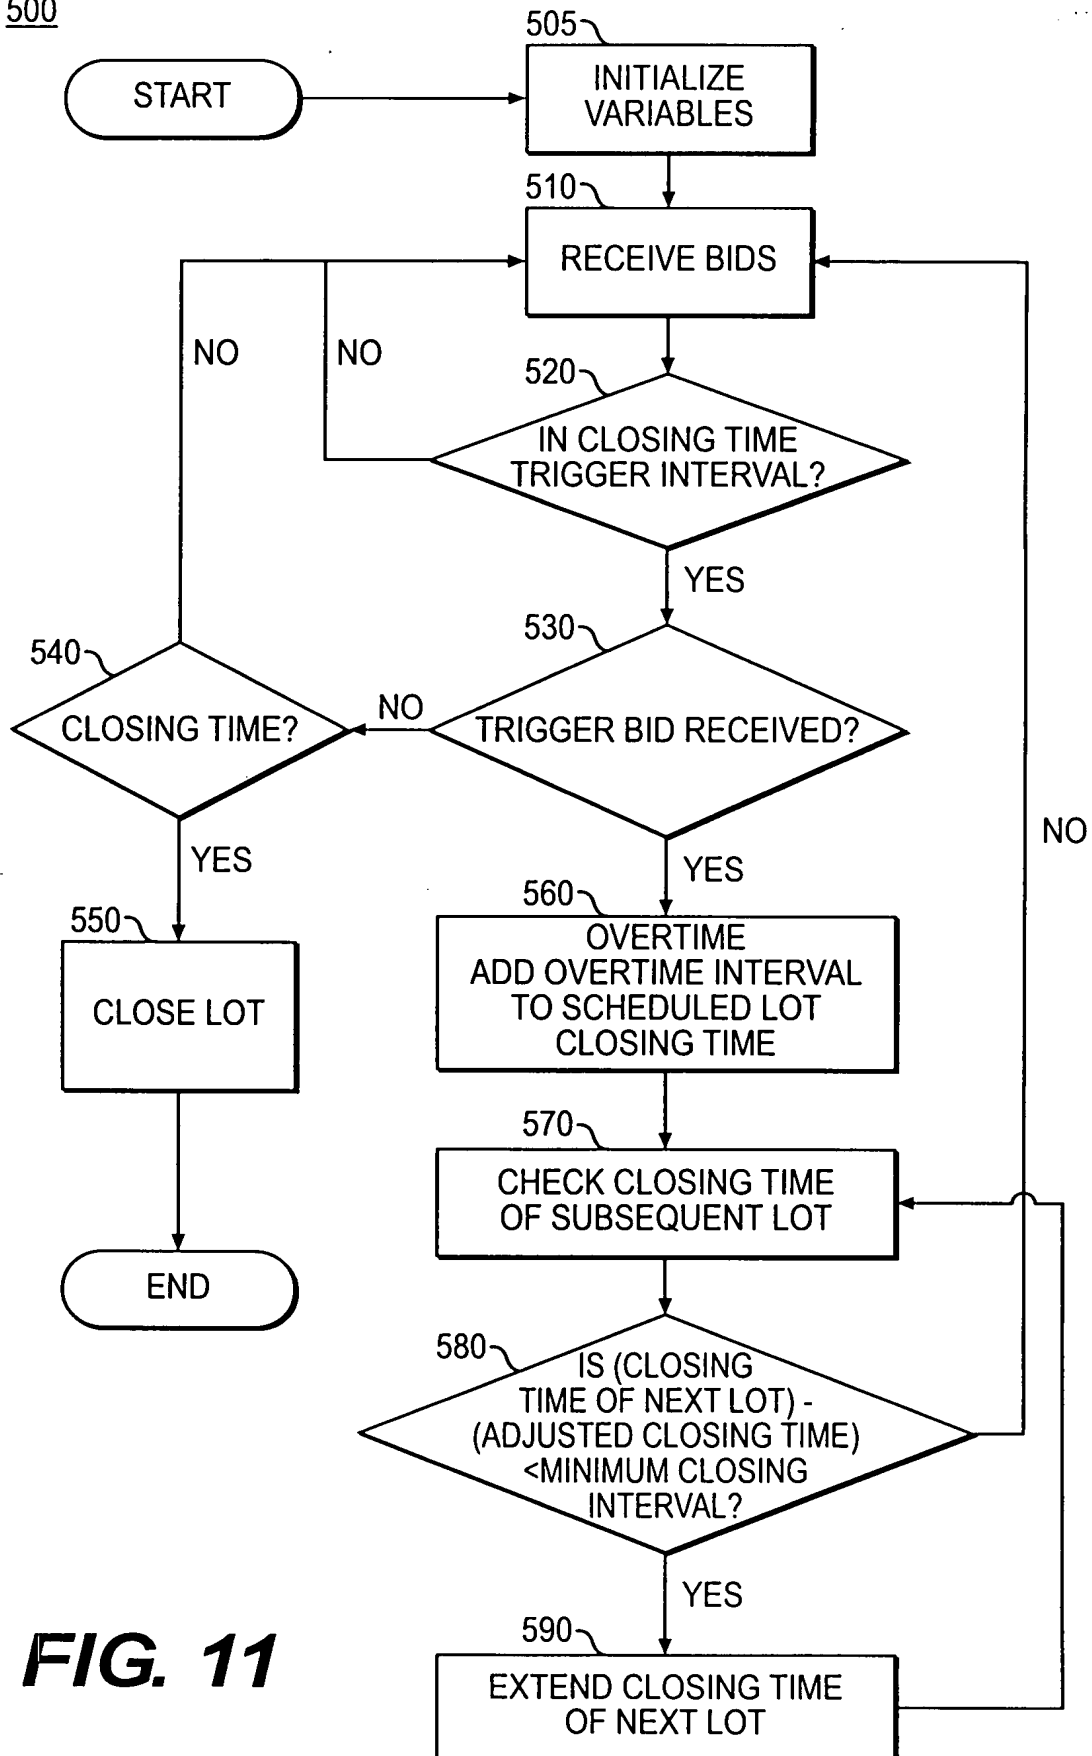 500
START
505
INITIALIZE
VARIABLES
510
RECEIVE BIDS
NO
NO
520
IN CLOSING TIME
TRIGGER INTERVAL?
YES
530
TRIGGER BID RECEIVED?
NO
540
CLOSING TIME?
YES
550
CLOSE LOT
END
YES
560
OVERTIME
ADD OVERTIME INTERVAL
TO SCHEDULED LOT
CLOSING TIME
NO
570
CHECK CLOSING TIME
OF SUBSEQUENT LOT
580
IS (CLOSING
TIME OF NEXT LOT) -
(ADJUSTED CLOSING TIME)
<MINIMUM CLOSING
INTERVAL?
YES
590
EXTEND CLOSING TIME
OF NEXT LOT
FIG. 11